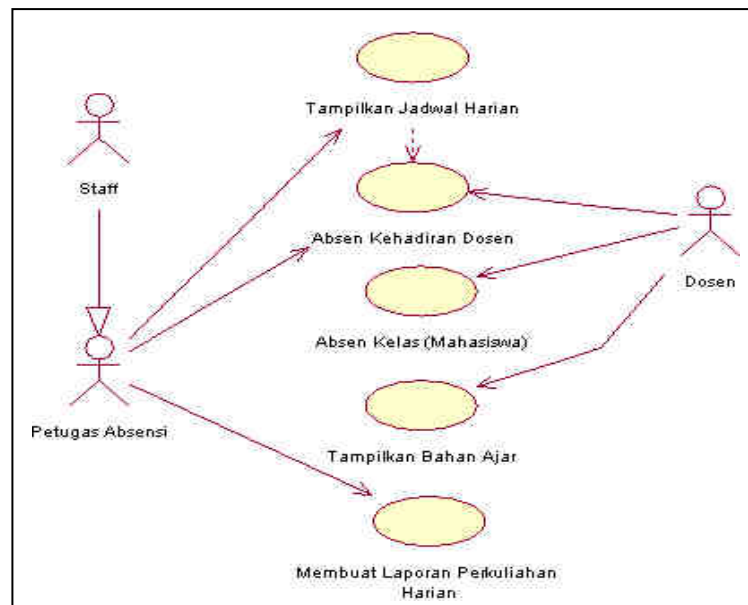 Tampilkan Jadwal Harian
Staff
Absen Kehadiran Dosen
Dosen
Absen Kelas (Mahasiswa)
Petugas Absensi
Tampilkan Bahan Ajar
Membuat Laporan Perkuliahan
Harian